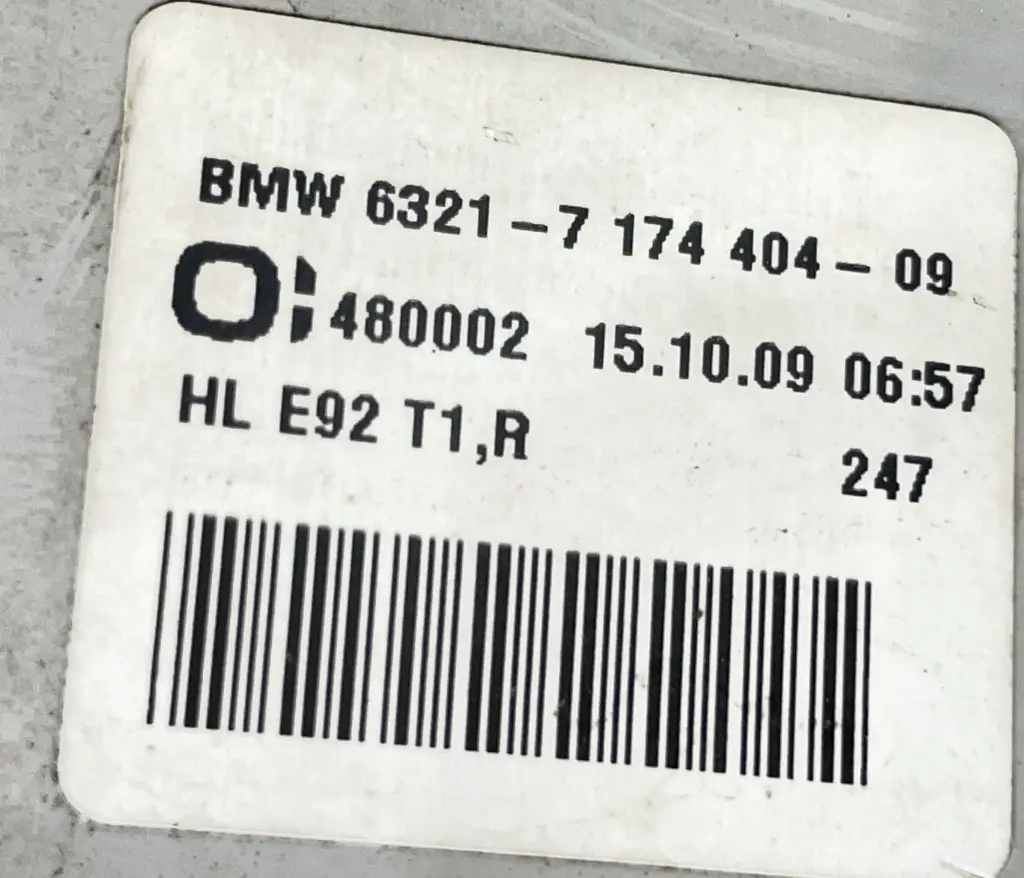 BMW 6321-7 174 404- 09
480002 15.10.09 06:57
HL E92 T1,R
247